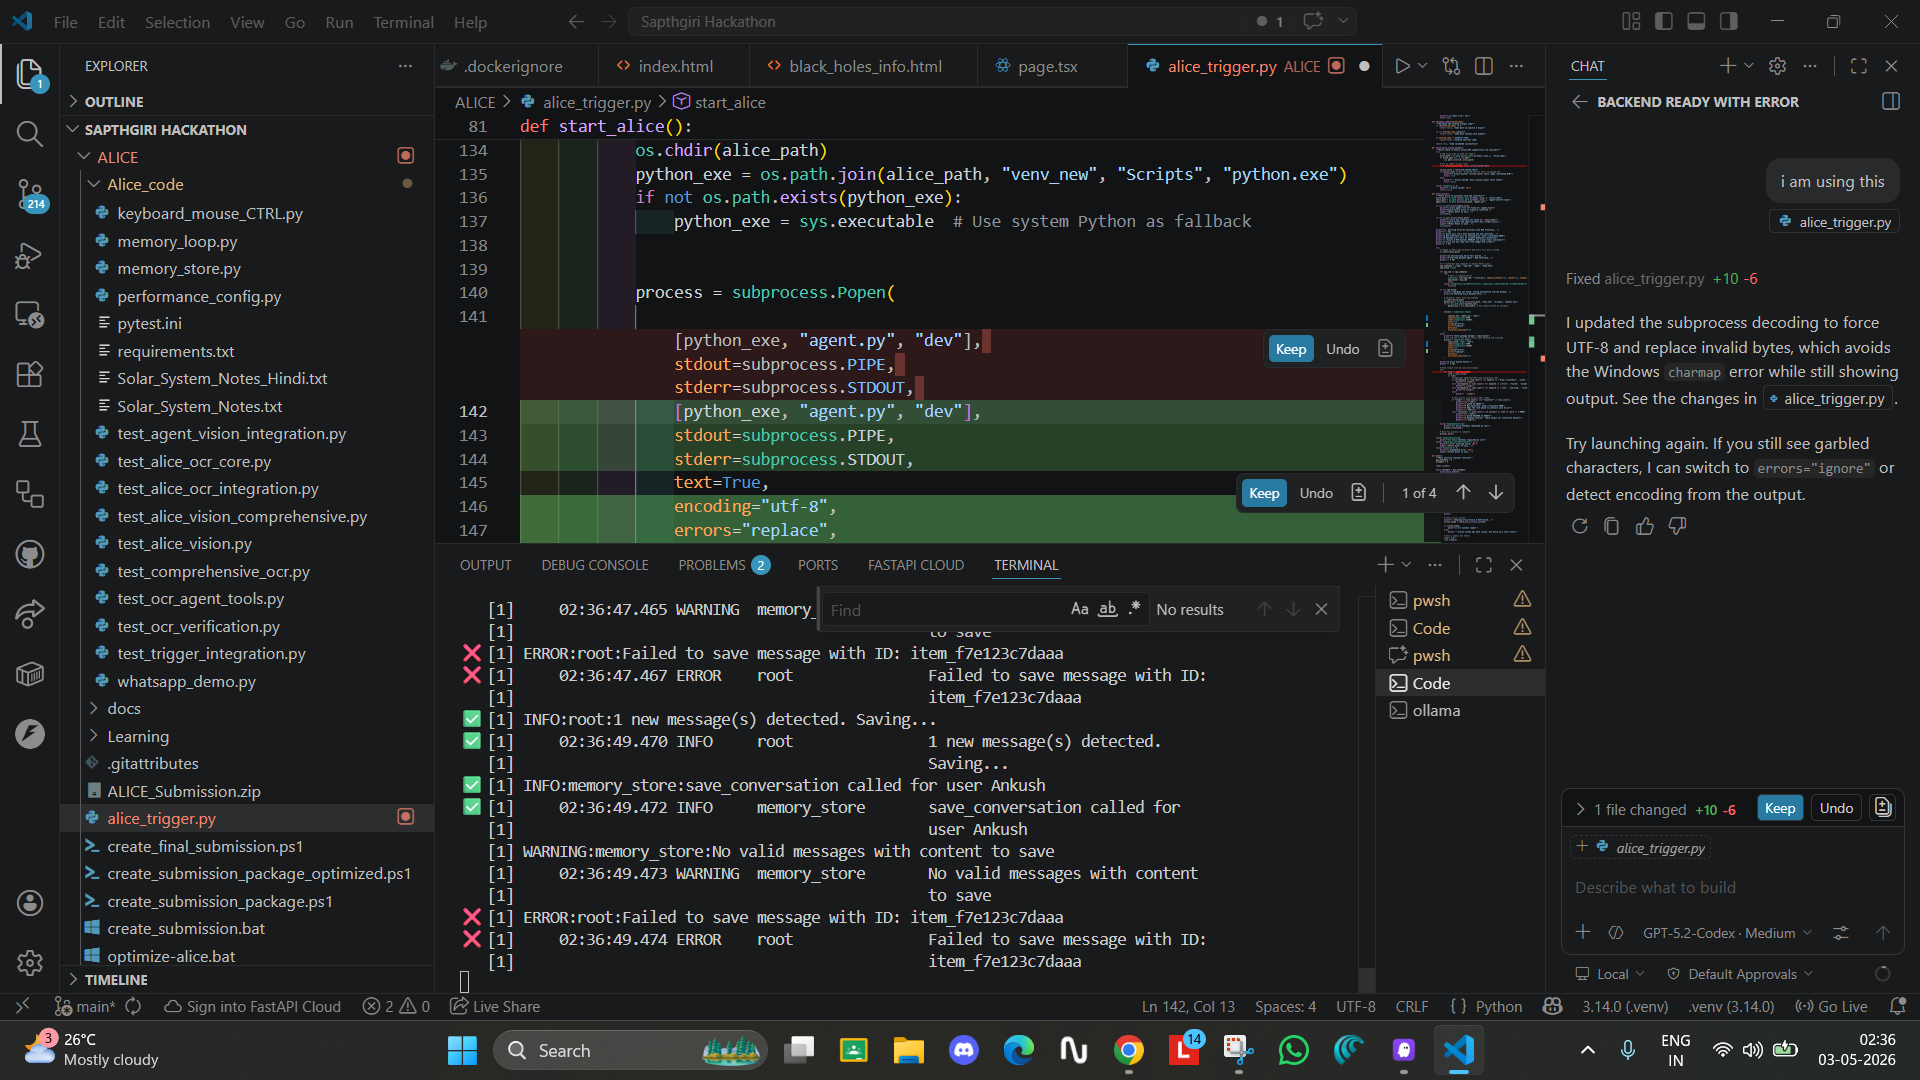 File Edit Selection View Go Run Terminal Help
Sapthgiri Hackathon
1
EXPLORER
OUTLINE
SAPTHGIRI HACKATHON
ALICE
Alice_code
keyboard_mouse_CTRL.py
memory_loop.py
memory_store.py
performance_config.py
pytest.ini
requirements.txt
Solar_System_Notes_Hindi.txt
Solar_System_Notes.txt
test_agent_vision_integration.py
test_alice_ocr_core.py
test_alice_ocr_integration.py
test_alice_vision_comprehensive.py
test_alice_vision.py
test_comprehensive_ocr.py
test_ocr_agent_tools.py
test_ocr_verification.py
test_trigger_integration.py
whatsapp_demo.py
docs
Learning
.gitattributes
ALICE_Submission.zip
alice_trigger.py
create_final_submission.ps1
create_submission_package_optimized.ps1
create_submission_package.ps1
create_submission.bat
optimize-alice.bat
TIMELINE
1
214
.dockerignore index.html black_holes_info.html page.tsx alice_trigger.py ALICE
ALICE > alice_trigger.py > start_alice
81 def start_alice():
134 os.chdir(alice_path)
135 python_exe = os.path.join(alice_path, "venv_new", "Scripts", "python.exe")
136 if not os.path.exists(python_exe):
137 python_exe = sys.executable # Use system Python as fallback
138
139
140 process = subprocess.Popen(
141
[python_exe, "agent.py", "dev"],
stdout=subprocess.PIPE,
stderr=subprocess.STDOUT,
142 [python_exe, "agent.py", "dev"],
143 stdout=subprocess.PIPE,
144 stderr=subprocess.STDOUT,
145 text=True,
146 encoding="utf-8",
147 errors="replace",
Keep Undo
Keep Undo 1 of 4
OUTPUT DEBUG CONSOLE PROBLEMS 2 PORTS FASTAPI CLOUD TERMINAL
Find Aa ab .* No results
[1] 02:36:47.465 WARNING memory_
[1] to save
[1] ERROR:root:Failed to save message with ID: item_f7e123c7daaa
[1] 02:36:47.467 ERROR root Failed to save message with ID:
[1] item_f7e123c7daaa
[1] INFO:root:1 new message(s) detected. Saving...
[1] 02:36:49.470 INFO root 1 new message(s) detected.
[1] Saving...
[1] INFO:memory_store:save_conversation called for user Ankush
[1] 02:36:49.472 INFO memory_store save_conversation called for
[1] user Ankush
[1] WARNING:memory_store:No valid messages with content to save
[1] 02:36:49.473 WARNING memory_store No valid messages with content
[1] to save
[1] ERROR:root:Failed to save message with ID: item_f7e123c7daaa
[1] 02:36:49.474 ERROR root Failed to save message with ID:
[1] item_f7e123c7daaa
pwsh
Code
pwsh
Code
ollama
CHAT
BACKEND READY WITH ERROR
i am using this
alice_trigger.py
Fixed alice_trigger.py +10 -6
I updated the subprocess decoding to force
UTF-8 and replace invalid bytes, which avoids
the Windows charmap error while still showing
output. See the changes in alice_trigger.py .
Try launching again. If you still see garbled
characters, I can switch to errors="ignore" or
detect encoding from the output.
1 file changed +10 -6 Keep Undo
alice_trigger.py
Describe what to build
GPT-5.2-Codex · Medium
Local Default Approvals
main* Sign into FastAPI Cloud 2 0 Live Share
Ln 142, Col 13 Spaces: 4 UTF-8 CRLF { } Python 3.14.0 (.venv) .venv (3.14.0) Go Live
3
26°C
Mostly cloudy
Search
14
ENG
IN
02:36
03-05-2026